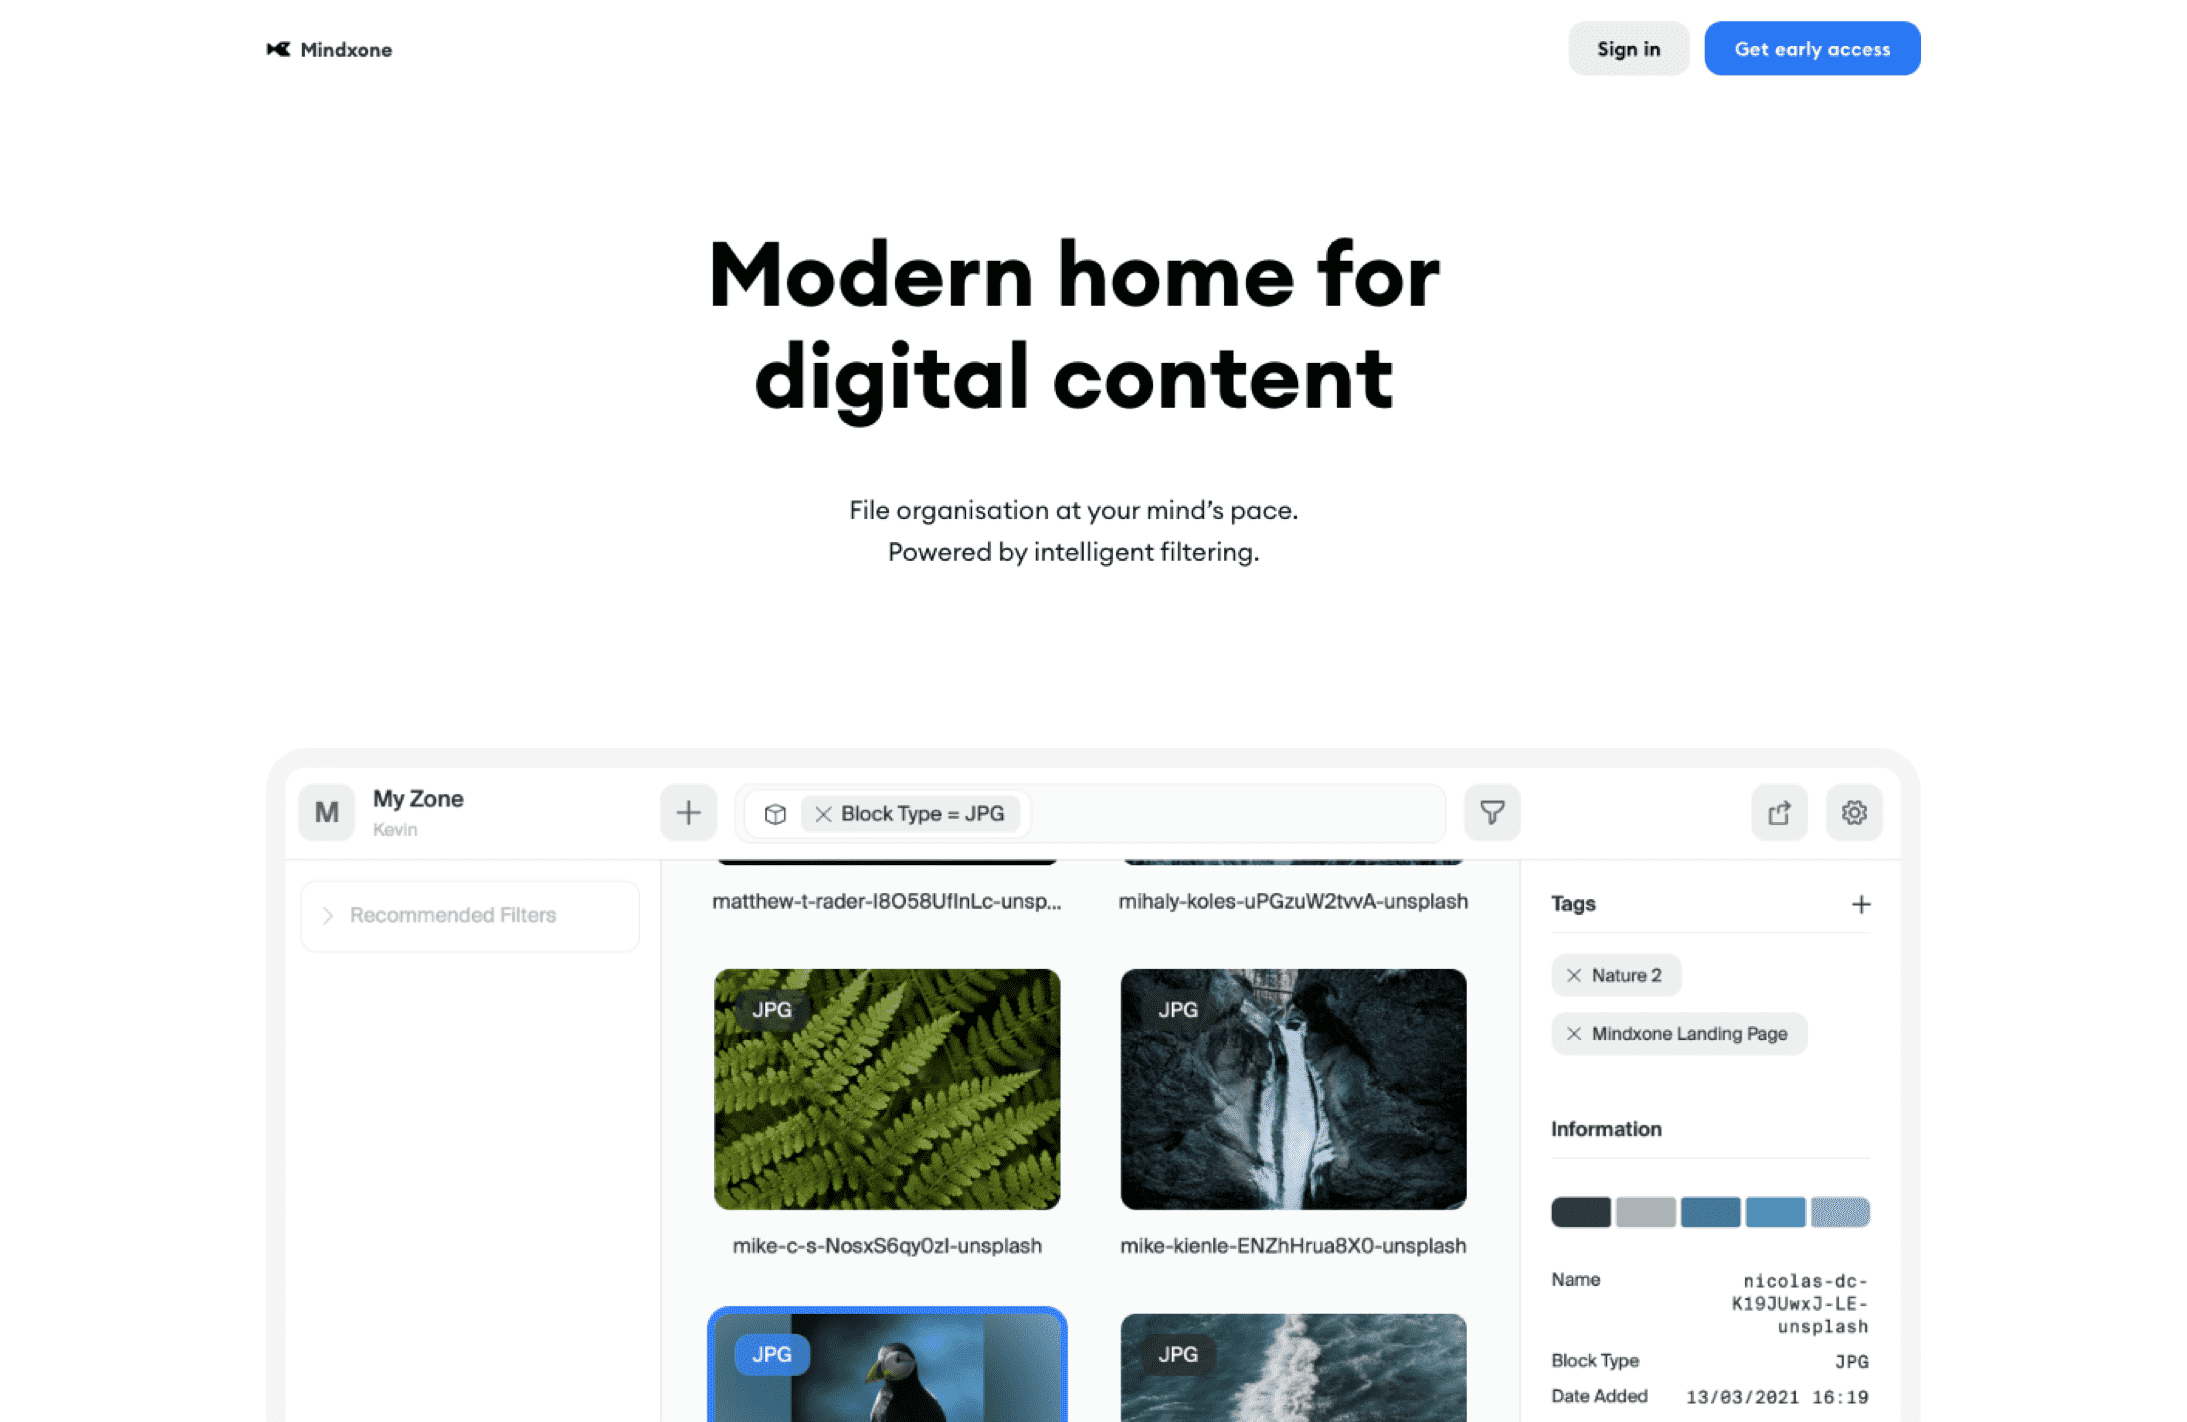 Mindxone
Sign in
Get early access
Modern home for
digital content
File organisation at your mind’s pace.
Powered by intelligent filtering.
M
My Zone
Kevin
Block Type = JPG
Recommended Filters
matthew-t-rader-I8O58UfInLc-unsp...
mihaly-koles-uPGzuW2tvvA-unsplash
JPG
JPG
mike-c-s-NosxS6qy0zI-unsplash
mike-kienle-ENZhHrua8X0-unsplash
JPG
JPG
Tags
Nature 2
Mindxone Landing Page
Information
Name
nicolas-dc-
K19JUwxJ-LE-
unsplash
Block Type
JPG
Date Added
13/03/2021 16:19